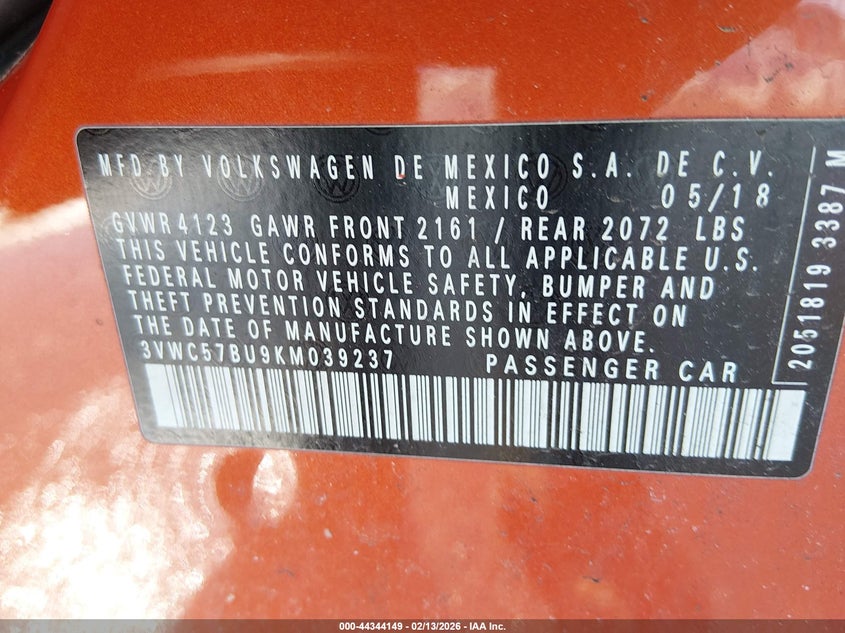 MFD.BY VOLKSWAGEN DE MEXICO S.A. DE C.V.
MEXICO 05/18
GVWR 4123 GAWR FRONT 2161 / REAR 2072 LBS
THIS VEHICLE CONFORMS TO ALL APPLICABLE U.S.
FEDERAL MOTOR VEHICLE SAFETY, BUMPER AND
THEFT PREVENTION STANDARDS IN EFFECT ON
THE DATE OF MANUFACTURE SHOWN ABOVE.
3VWC57BU9KM039237 PASSENGER CAR
2051819 3387 M
000-44344149 - 02/13/2026 - IAA Inc.